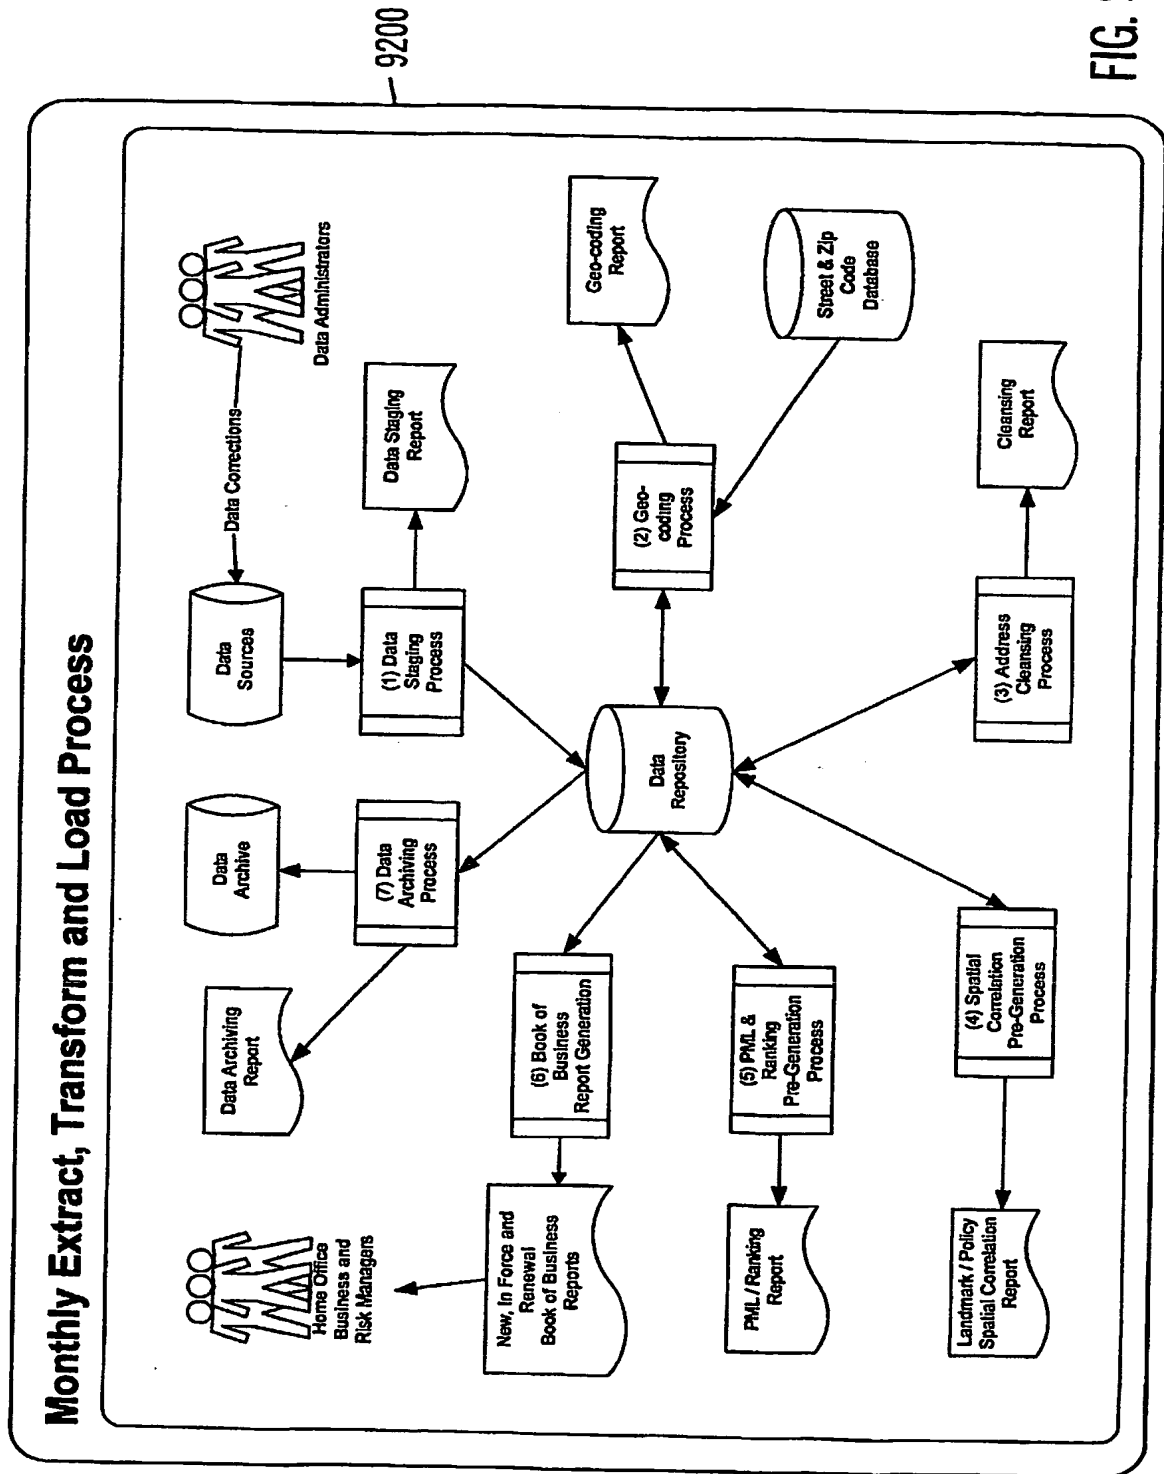 Monthly Extract, Transform and Load Process
9200
Home Office
Business and
Risk Managers
Data Archiving
Report
Data
Archive
Data
Sources
Data Corrections
Data Administrators
(7) Data
Archiving
Process
(1) Data
Staging
Process
Data Staging
Report
New, In Force and
Renewal
Book of Business
Reports
(6) Book of
Business
Report Generation
Data
Repository
(2) Geo-
coding
Process
Geo-coding
Report
PML / Ranking
Report
(5) PML &
Ranking
Pre-Generation
Process
Street & Zip
Code
Database
Landmark / Policy
Spatial Correlation
Report
(4) Spatial
Correlation
Pre-Generation
Process
(3) Address
Cleansing
Process
Cleansing
Report
FIG.